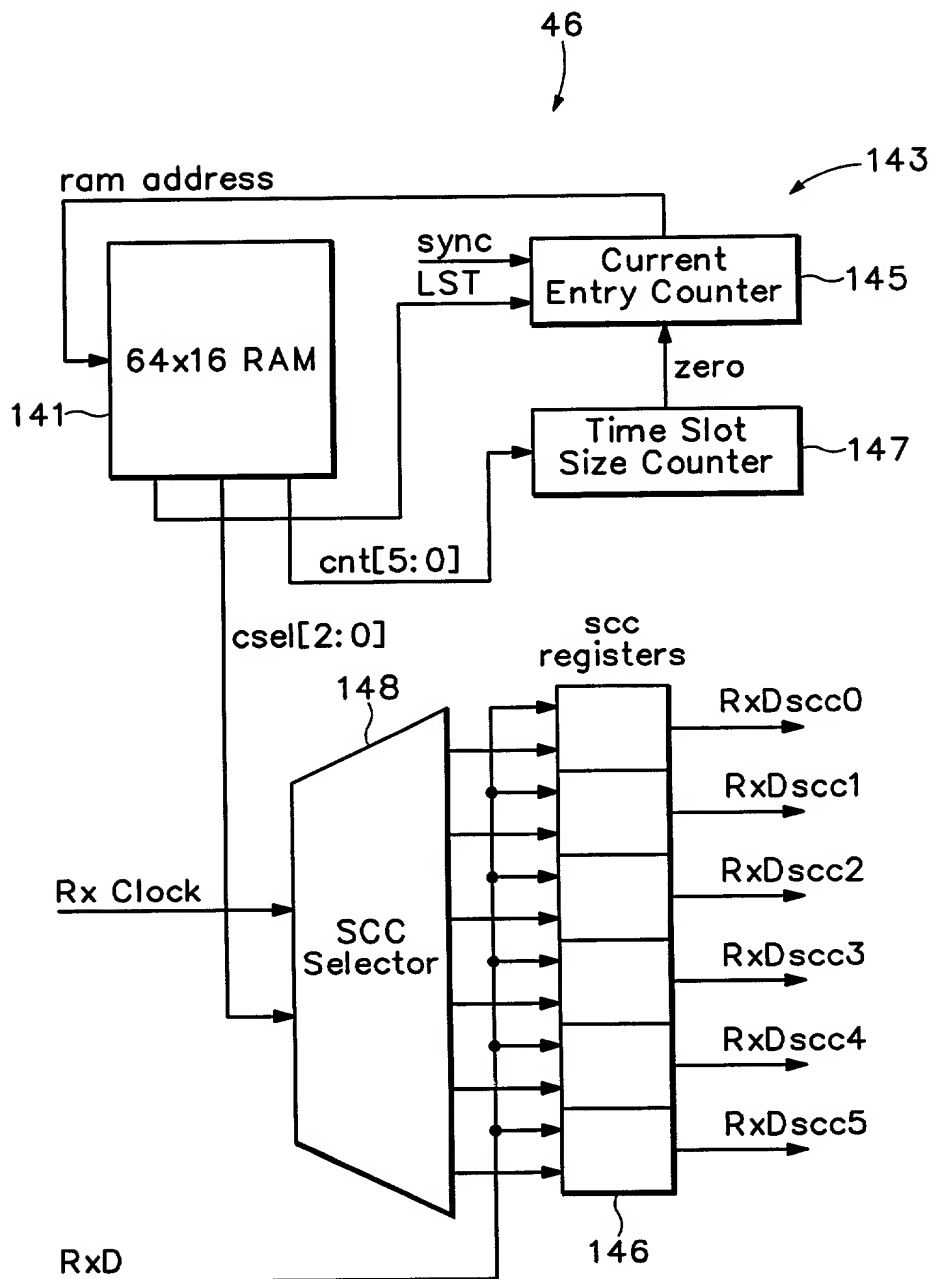 46
ram address
143
sync
LST
Current
Entry Counter
145
64x16 RAM
zero
141
Time Slot
Size Counter
147
cnt[5:0]
csel[2:0]
scc
registers
148
RxDscc0
RxDscc1
RxDscc2
RxDscc3
RxDscc4
RxDscc5
Rx Clock
SCC
Selector
146
RxD